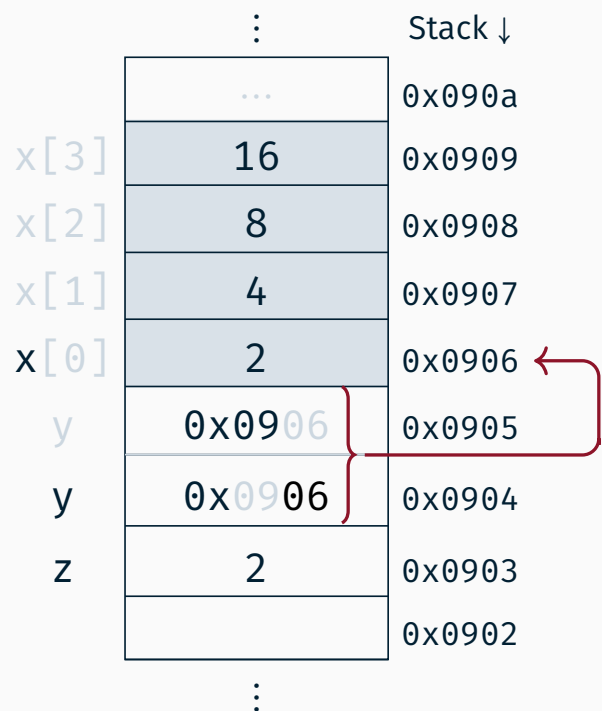 ⋮ Stack ↓
... 0x090a
x[3] 16 0x0909
x[2] 8 0x0908
x[1] 4 0x0907
x[0] 2 0x0906
y 0x0906 0x0905
y 0x0906 0x0904
z 2 0x0903
0x0902
⋮